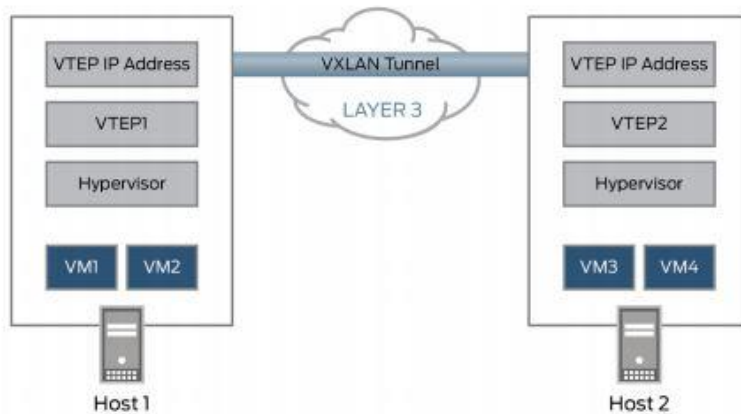 VTEP IP Address
VTEP1
Hypervisor
VM1 VM2
Host 1
VXLAN Tunnel
LAYER 3
VTEP IP Address
VTEP2
Hypervisor
VM3 VM4
Host 2